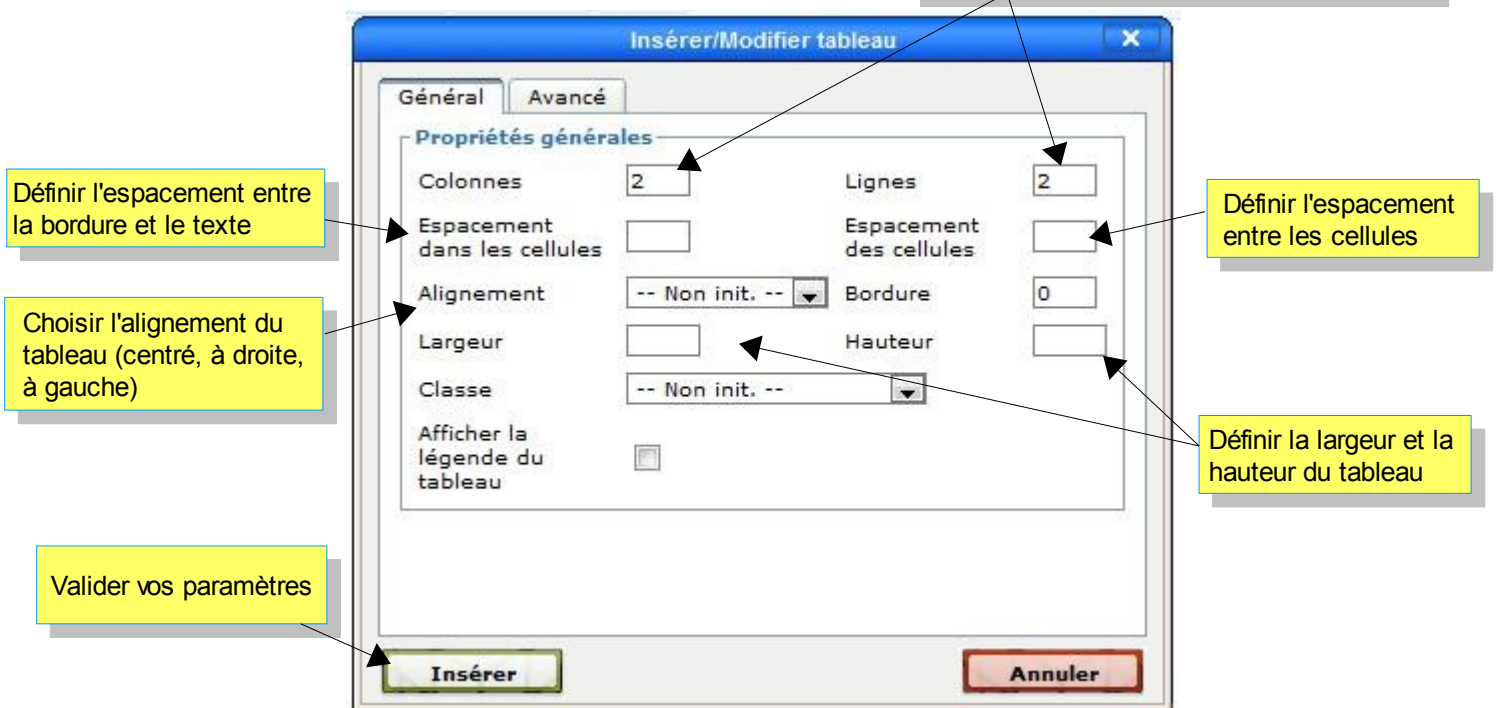 Insérer/Modifier tableau
Général
Avancé
Propriétés générales
Colonnes
2
Lignes
2
Définir l'espacement entre
la bordure et le texte
Espacement
dans les cellules
Espacement
des cellules
Définir l'espacement
entre les cellules
Alignement
-- Non init. --
Bordure
0
Choisir l'alignement du
tableau (centré, à droite,
à gauche)
Largeur
Hauteur
Classe
-- Non init. --
Afficher la
légende du
tableau
Définir la largeur et la
hauteur du tableau
Valider vos paramètres
Insérer
Annuler